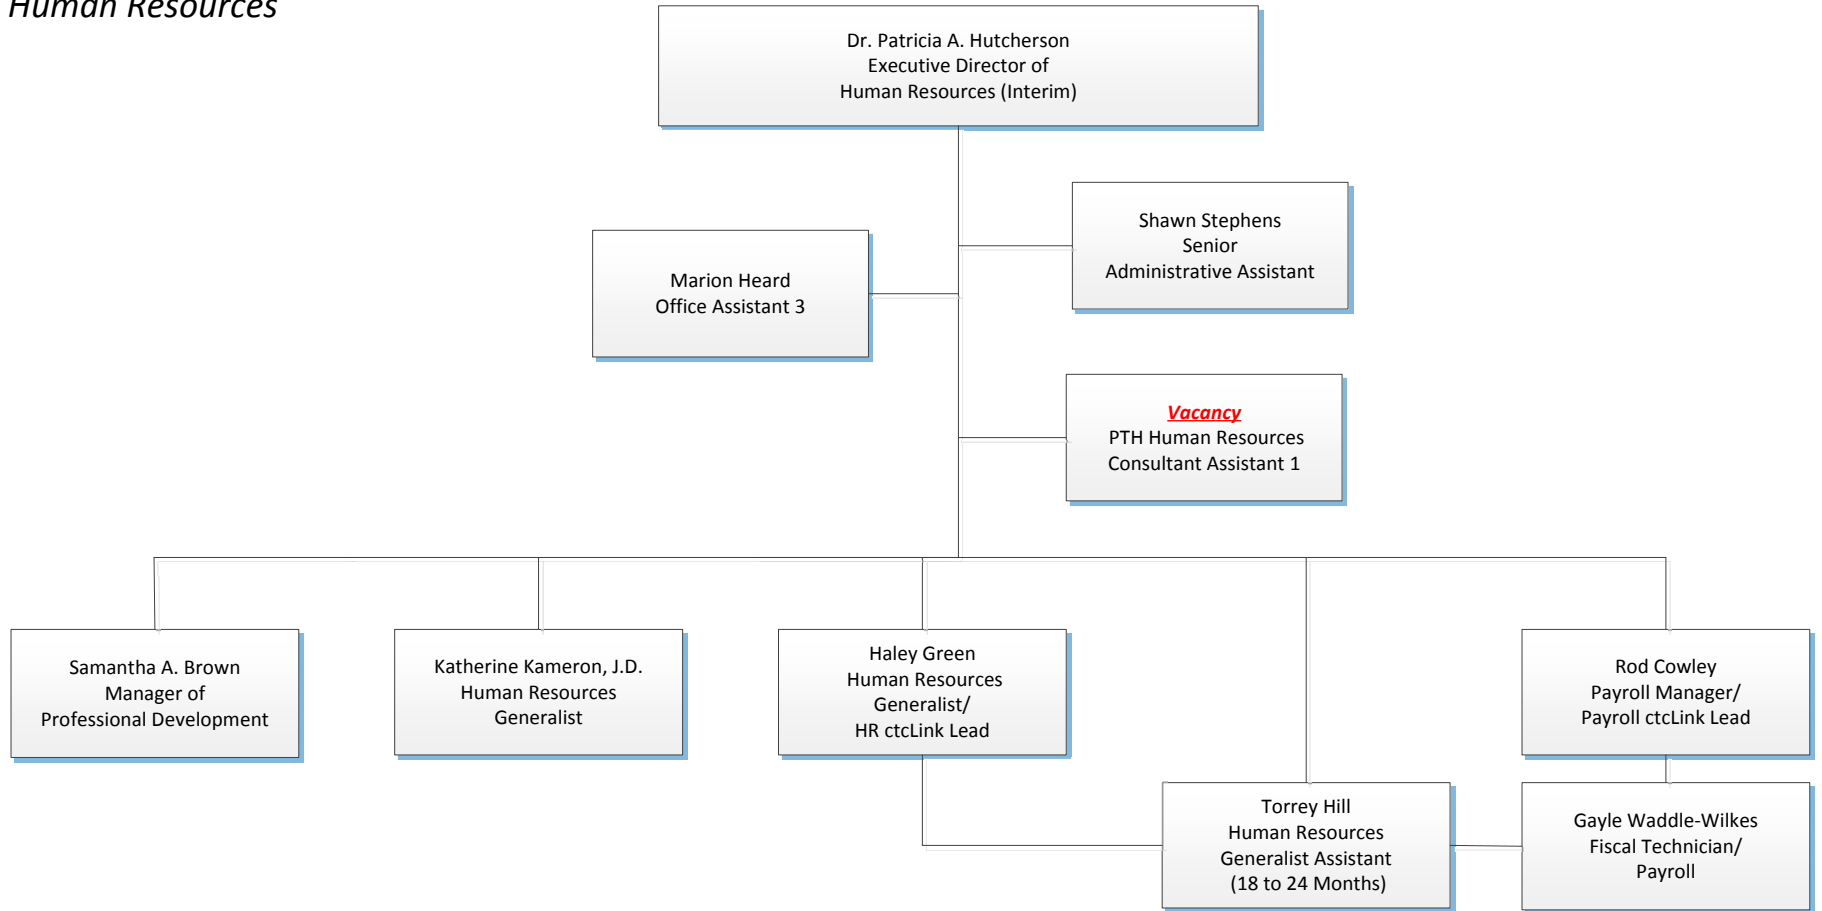 Human Resources
Dr. Patricia A. Hutcherson
Executive Director of
Human Resources (Interim)
Shawn Stephens
Senior
Administrative Assistant
Marion Heard
Office Assistant 3
Vacancy
PTH Human Resources
Consultant Assistant 1
Samantha A. Brown
Manager of
Professional Development
Katherine Kameron, J.D.
Human Resources
Generalist
Haley Green
Human Resources
Generalist/
HR ctcLink Lead
Rod Cowley
Payroll Manager/
Payroll ctcLink Lead
Torrey Hill
Human Resources
Generalist Assistant
(18 to 24 Months)
Gayle Waddle-Wilkes
Fiscal Technician/
Payroll